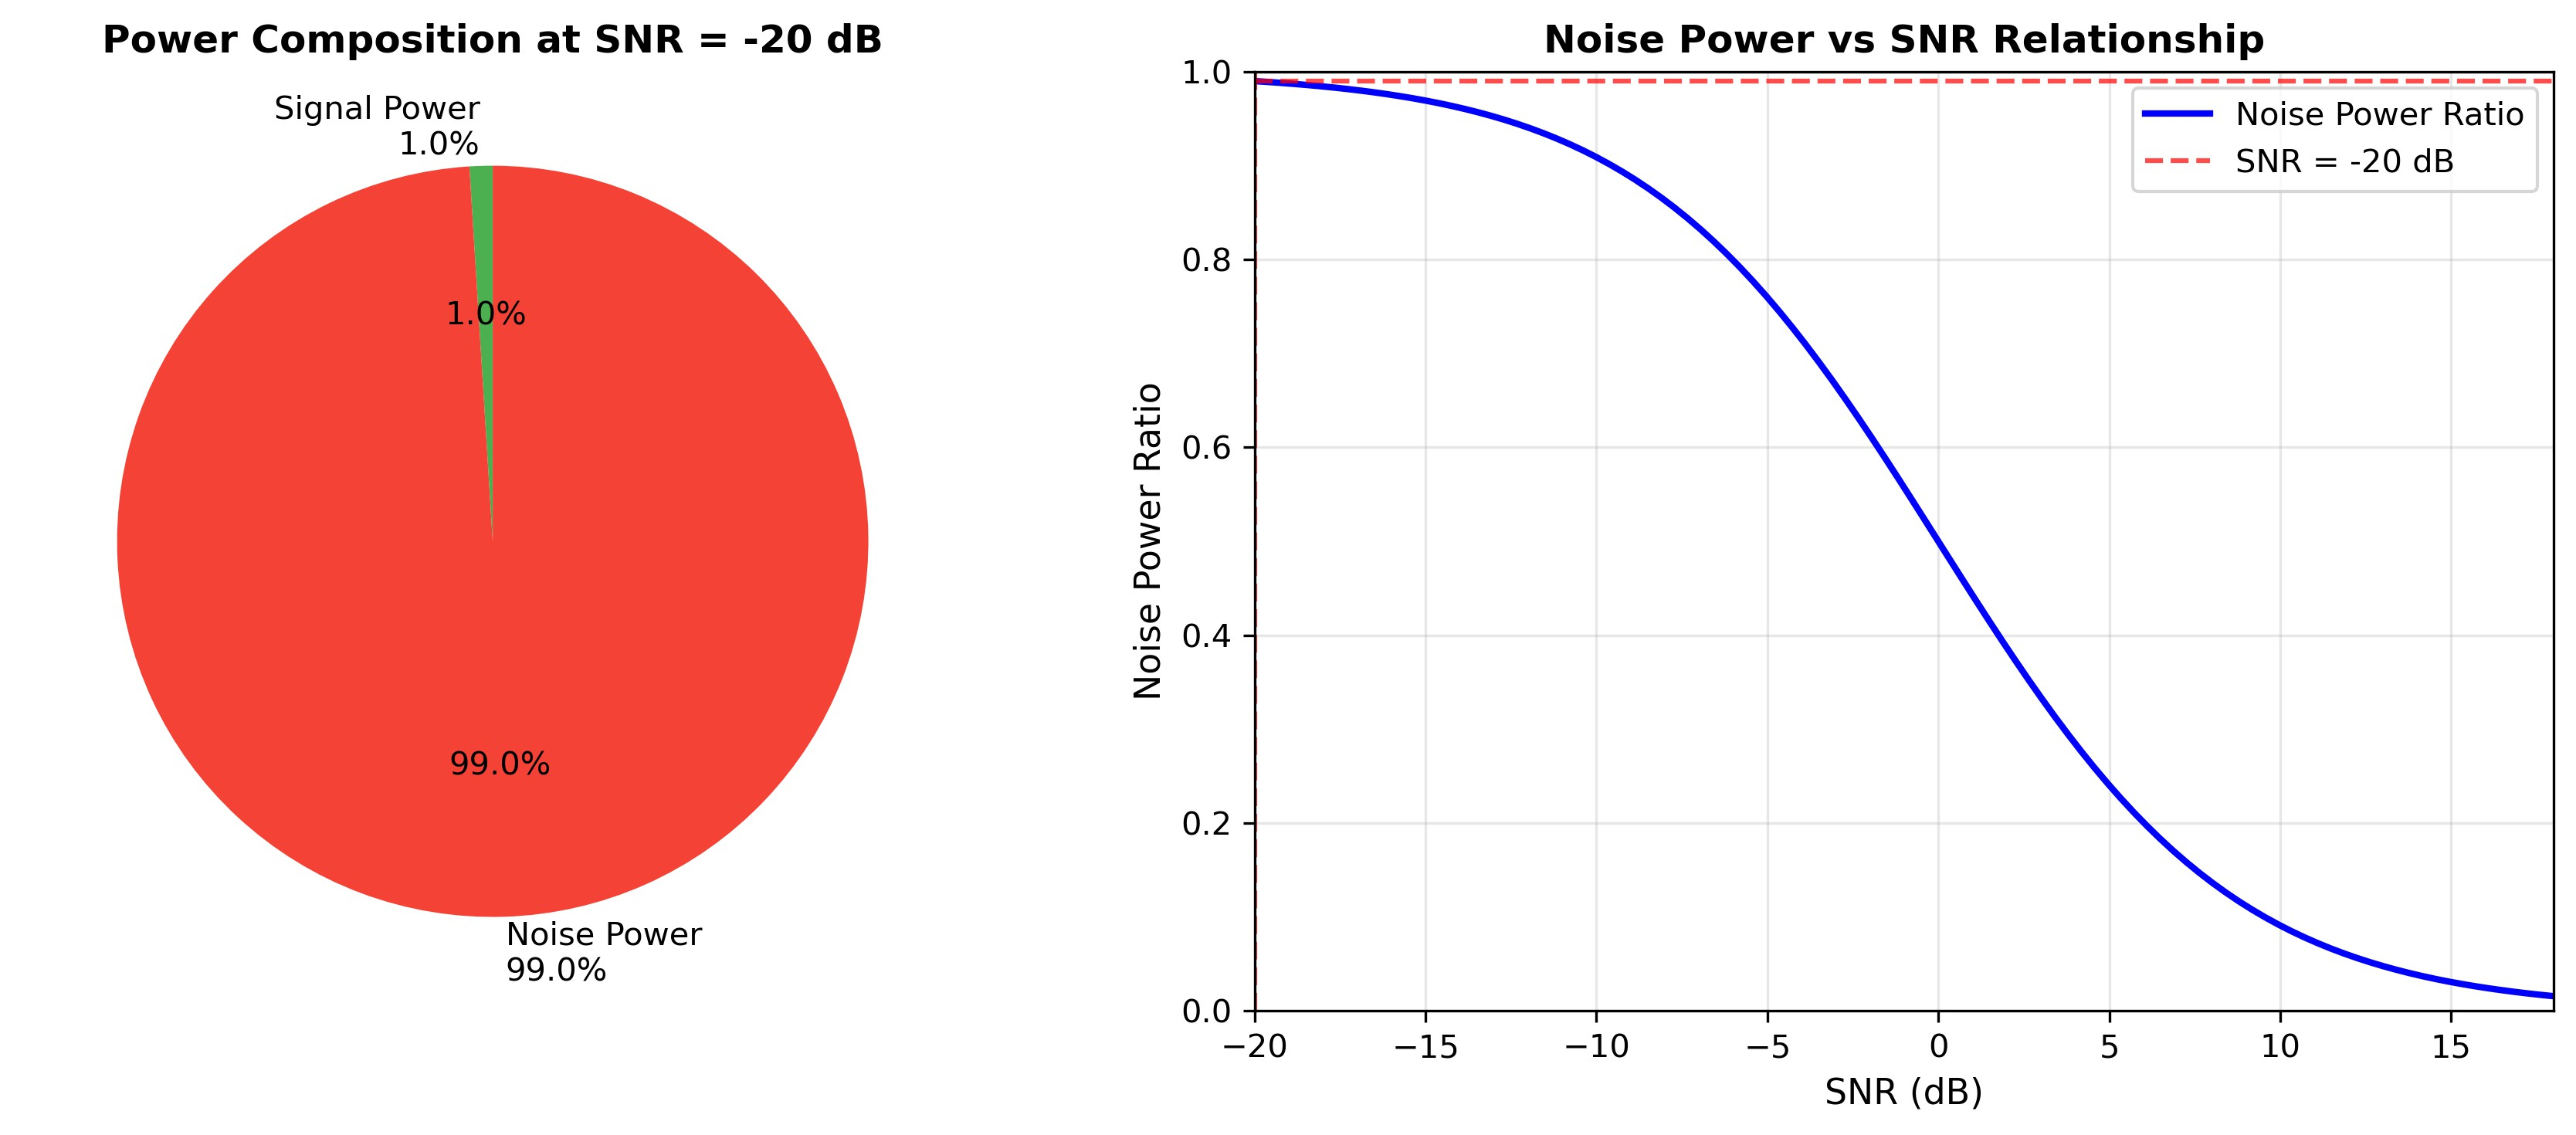 Power Composition at SNR = -20 dB
Signal Power
1.0%
1.0%
99.0%
Noise Power
99.0%
Noise Power vs SNR Relationship
1.0
0.8
0.6
0.4
0.2
0.0
Noise Power Ratio
Noise Power Ratio
SNR = -20 dB
−20 −15 −10 −5 0 5 10 15
SNR (dB)